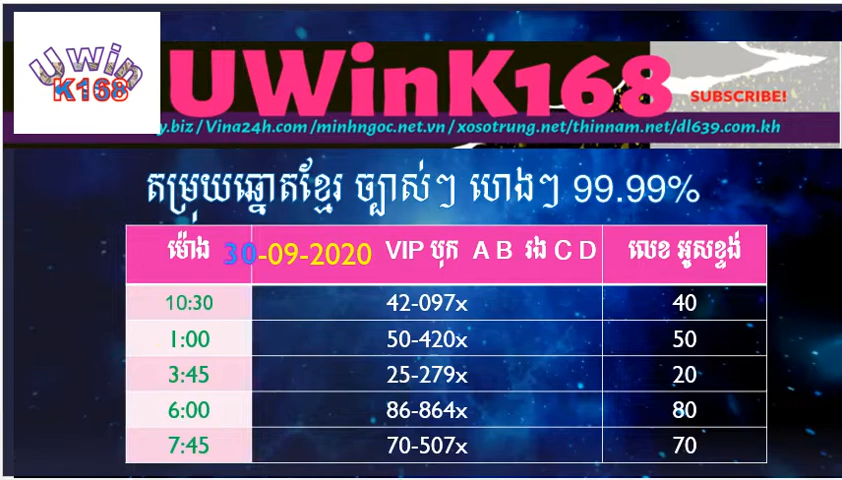 Uwin
K168
UWinK168
SUBSCRIBE!
y.biz/Vina24h.com/minhngoc.net.vn/xosotrung.net/thinnam.net/dl639.com.kh
តម្រុយឆ្នោតខ្មែរ ច្បាស់ៗ ហេងៗ 99.99%
ម៉ោង 30-09-2020 VIP បុក A B រង C D លេខ អូសខ្ទង់
10:30 42-097x 40
1:00 50-420x 50
3:45 25-279x 20
6:00 86-864x 80
7:45 70-507x 70